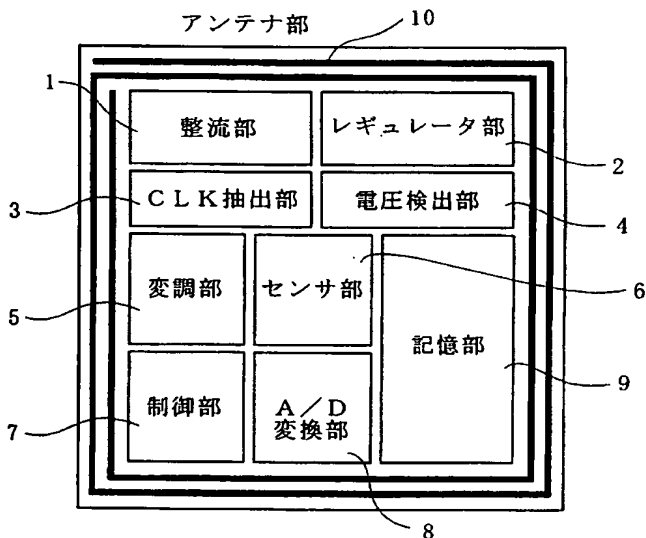 アンテナ部
10
1
整流部
レギュレータ部
2
3
CLK抽出部
電圧検出部
4
5
変調部
センサ部
6
記憶部
9
7
制御部
A/D
変換部
8